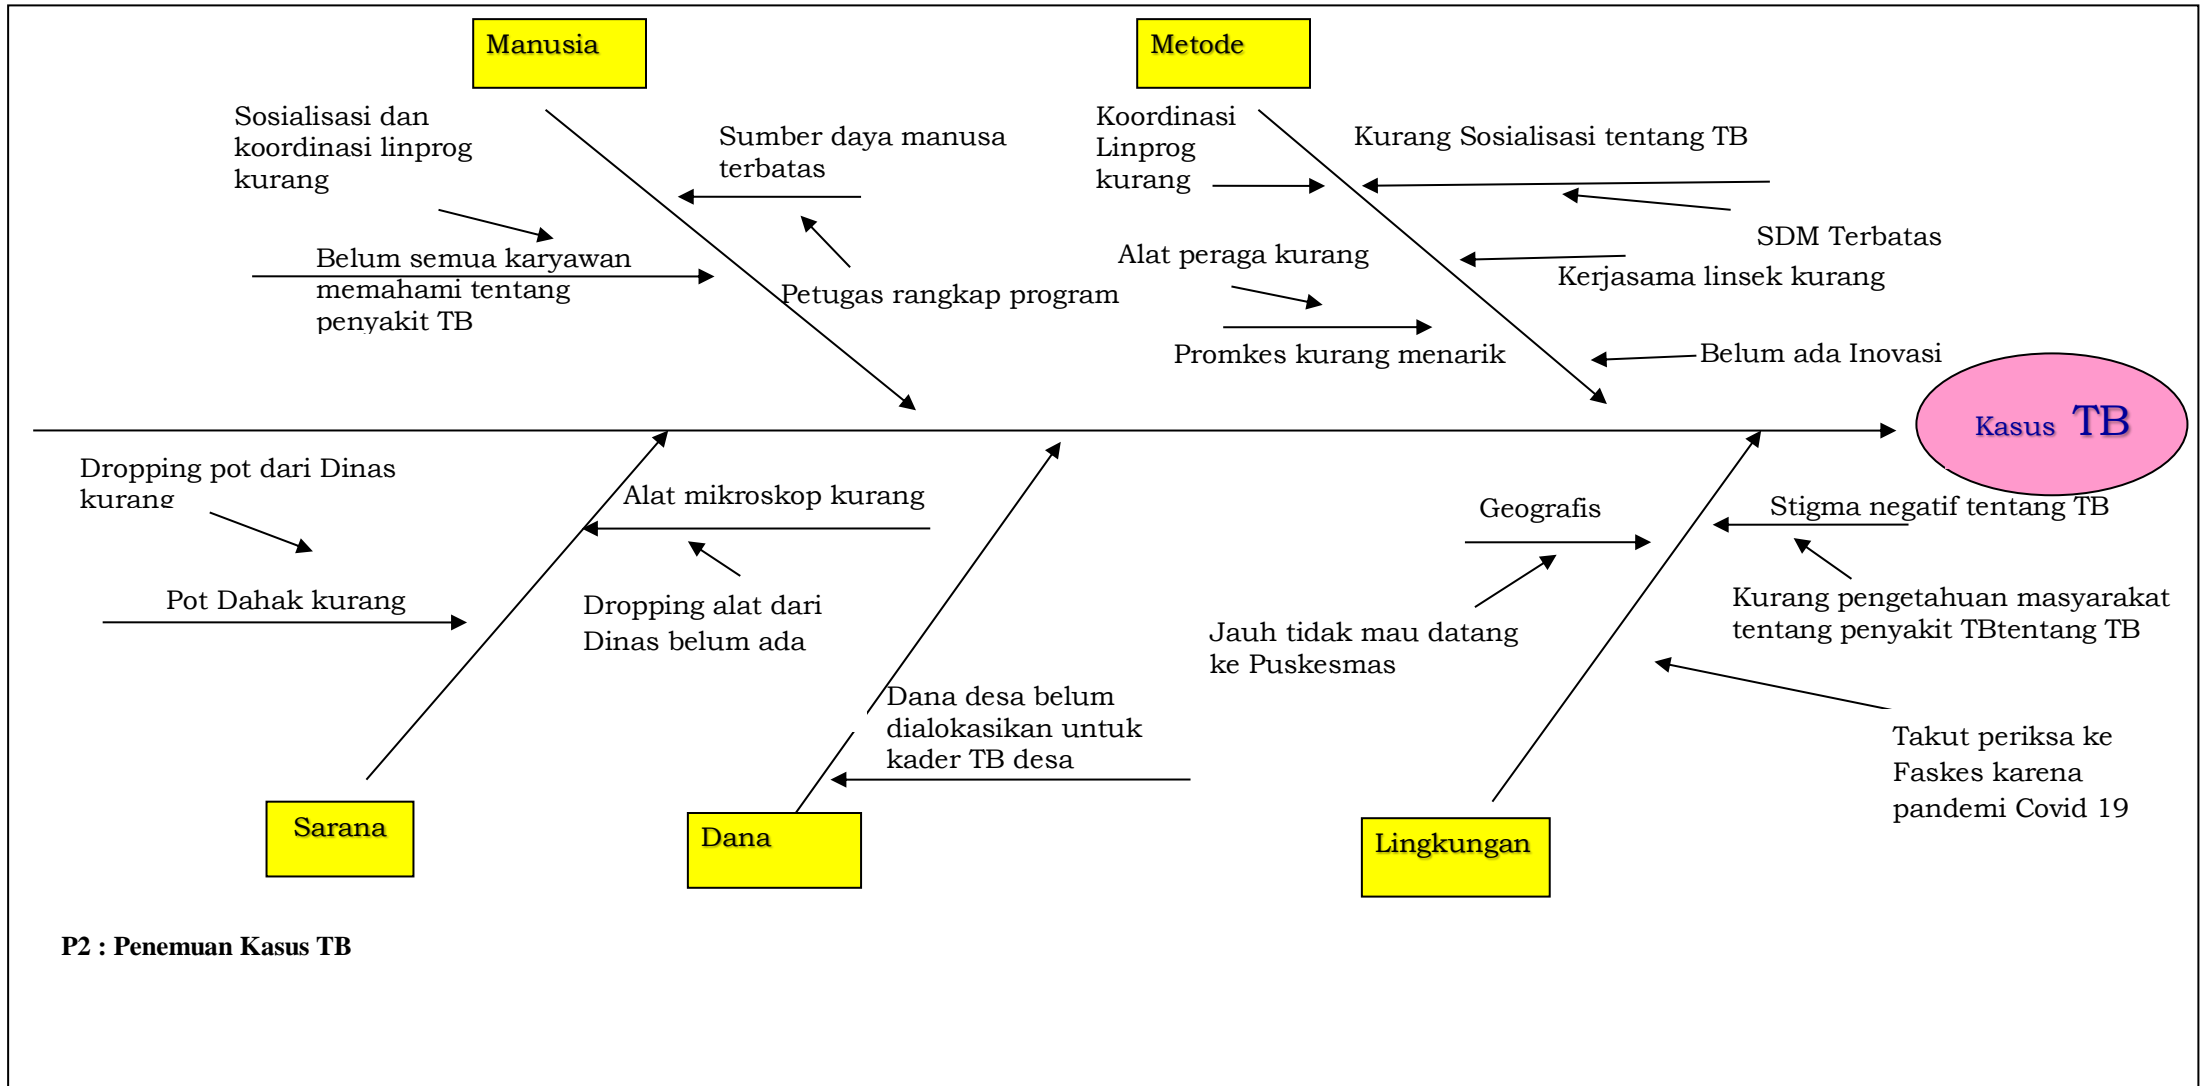 Manusia
Metode
Sosialisasi dan
koordinasi linprog
kurang
Sumber daya manusa
terbatas
Belum semua karyawan
memahami tentang
penyakit TB
Petugas rangkap program
Koordinasi
Linprog
kurang
Kurang Sosialisasi tentang TB
SDM Terbatas
Alat peraga kurang
Kerjasama linsek kurang
Promkes kurang menarik
Belum ada Inovasi
Kasus TB
Dropping pot dari Dinas
kurang
Alat mikroskop kurang
Pot Dahak kurang
Dropping alat dari
Dinas belum ada
Dana desa belum
dialokasikan untuk
kader TB desa
Geografis
Stigma negatif tentang TB
Jauh tidak mau datang
ke Puskesmas
Kurang pengetahuan masyarakat
tentang penyakit TBtentang TB
Takut periksa ke
Faskes karena
pandemi Covid 19
Sarana
Dana
Lingkungan
P2 : Penemuan Kasus TB